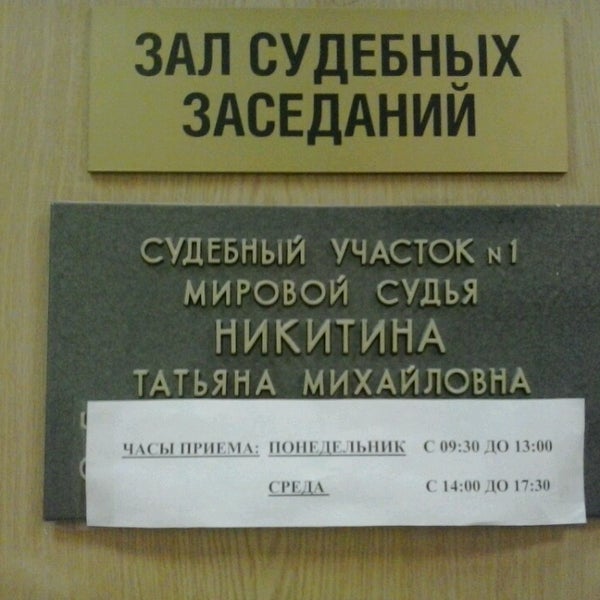 ЗАЛ СУДЕБНЫХ
ЗАСЕДАНИЙ
СУДЕБНЫЙ УЧАСТОК N1
МИРОВОЙ СУДЬЯ
НИКИТИНА
ТАТЬЯНА МИХАЙЛОВНА
ЧАСЫ ПРИЕМА: ПОНЕДЕЛЬНИК С 09:30 ДО 13:00
СРЕДА С 14:00 ДО 17:30